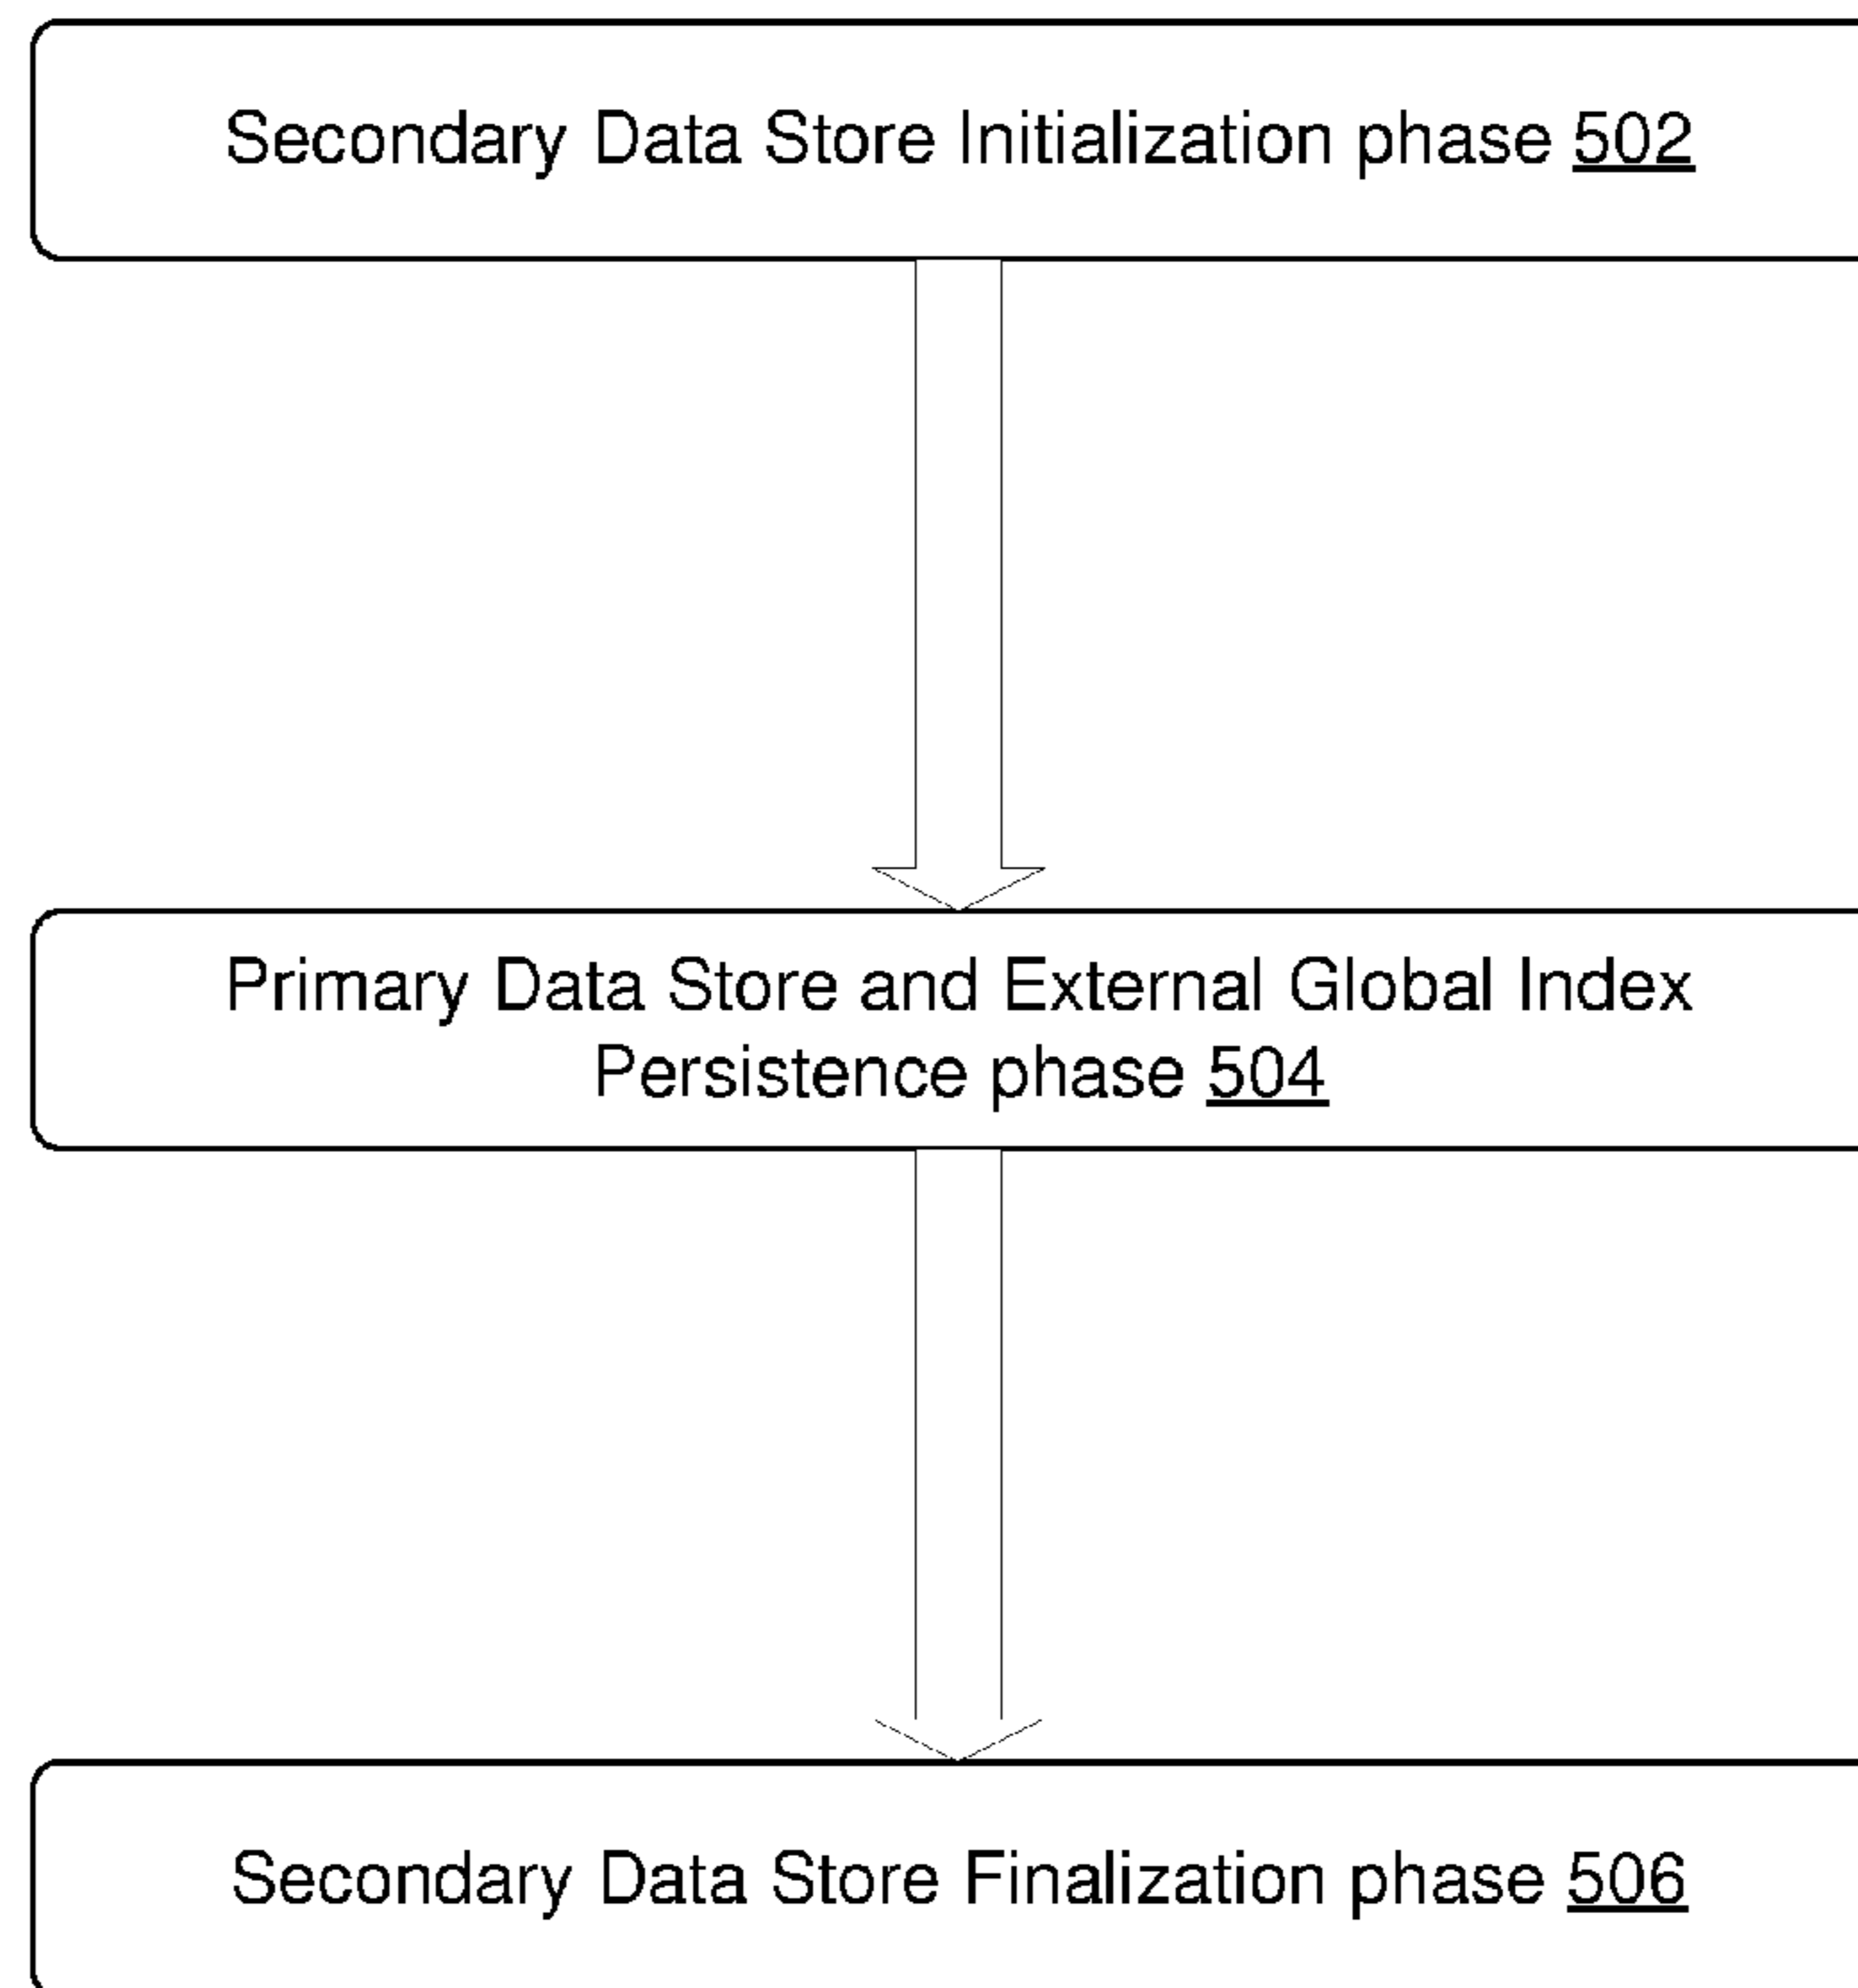 Secondary Data Store Initialization phase 502
Primary Data Store and External Global Index
Persistence phase 504
Secondary Data Store Finalization phase 506